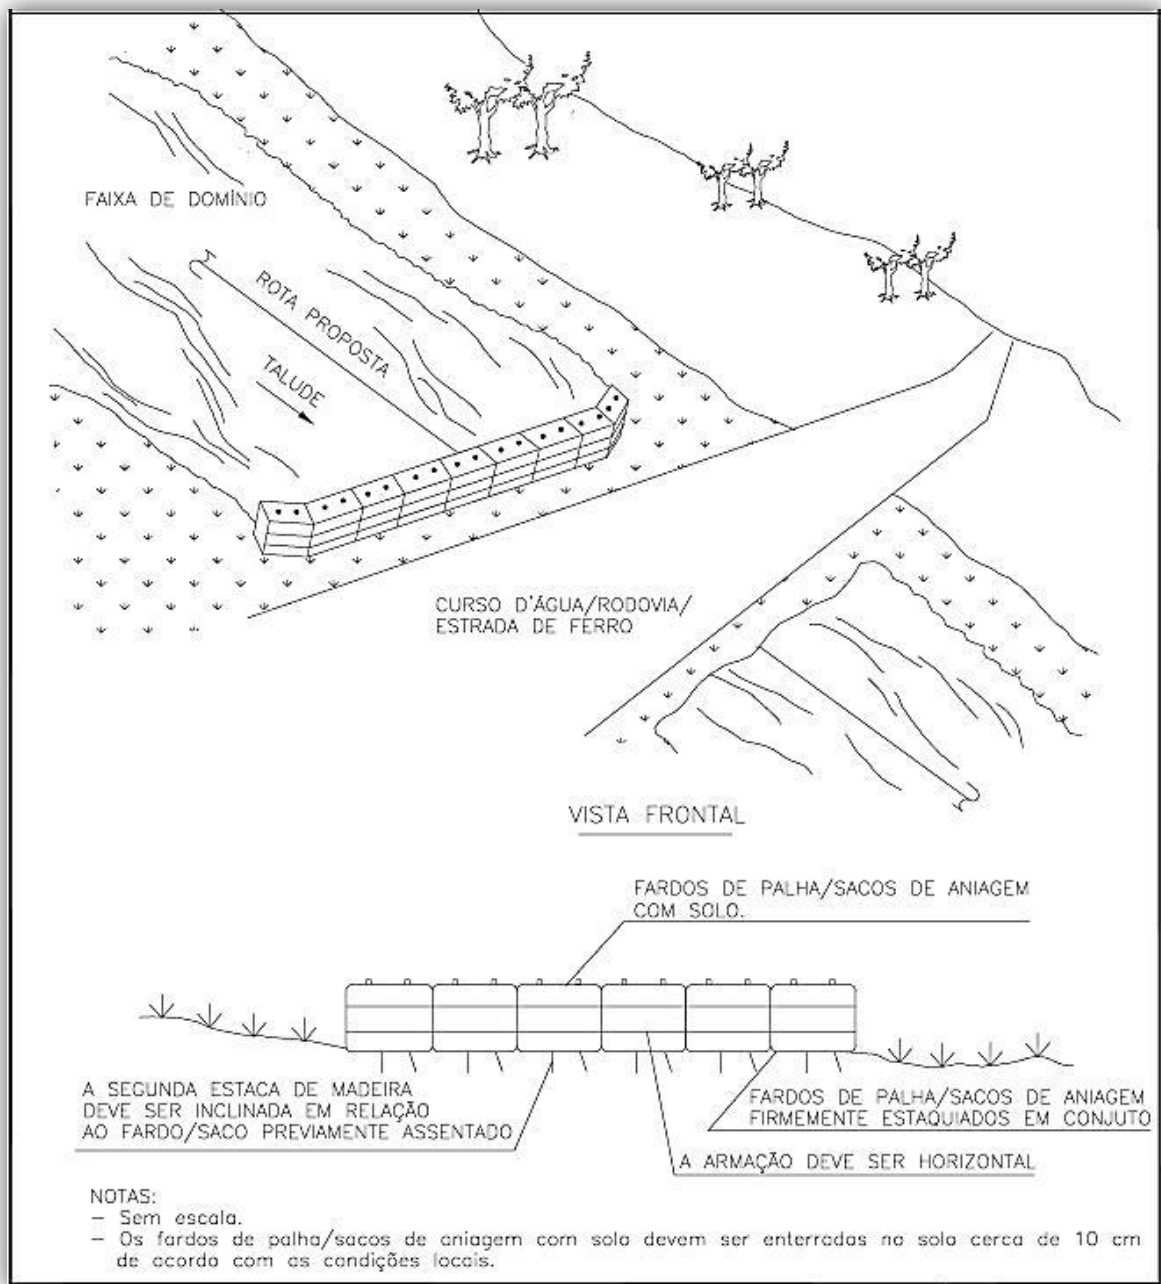 FAIXA DE DOMÍNIO
ROTA PROPOSTA
TALUDE
CURSO D'ÁGUA/RODOVIA/
ESTRADA DE FERRO
VISTA FRONTAL
FARDOS DE PALHA/SACOS DE ANIAGEM
COM SOLO.
A SEGUNDA ESTACA DE MADEIRA
DEVE SER INCLINADA EM RELAÇÃO
AO FARDO/SACO PREVIAMENTE ASSENTADO
FARDOS DE PALHA/SACOS DE ANIAGEM
FIRMEMENTE ESTAQUIADOS EM CONJUTO
A ARMAÇÃO DEVE SER HORIZONTAL
NOTAS:
– Sem escala.
– Os fardos de palha/sacos de aniagem com solo devem ser enterradas no solo cerca de 10 cm
de acordo com as condições locais.